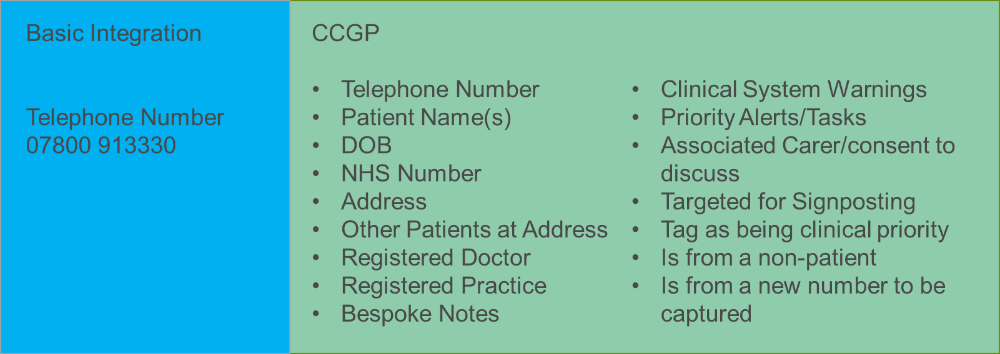 Basic Integration
Telephone Number
07800 913330
CCGP
• Telephone Number
• Patient Name(s)
• DOB
• NHS Number
• Address
• Other Patients at Address
• Registered Doctor
• Registered Practice
• Bespoke Notes
• Clinical System Warnings
• Priority Alerts/Tasks
• Associated Carer/consent to
discuss
• Targeted for Signposting
• Tag as being clinical priority
• Is from a non-patient
• Is from a new number to be
captured